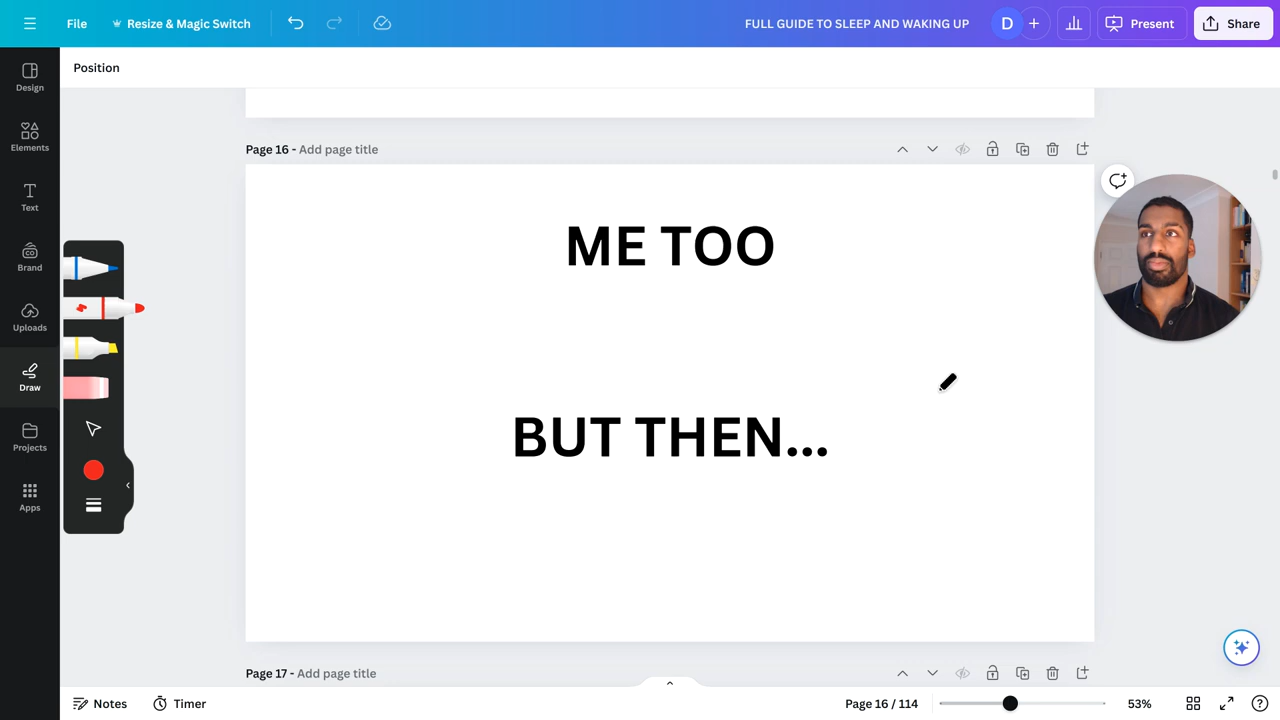 File
Resize & Magic Switch
FULL GUIDE TO SLEEP AND WAKING UP
D
Present
Share
Position
Design
Elements
Text
Brand
Uploads
Draw
Projects
Apps
Page 16 - Add page title
ME TOO
BUT THEN...
Page 17 - Add page title
Notes
Timer
Page 16 / 114
53%